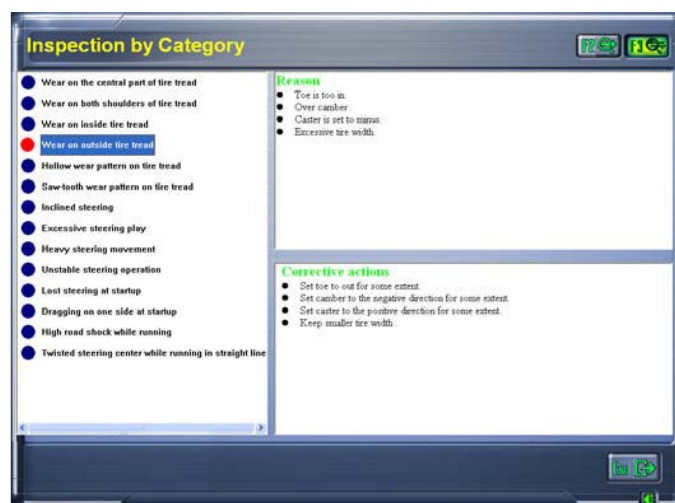 Inspection by Category
F2
F3
Wear on the central part of tire tread
Wear on both shoulders of tire tread
Wear on inside tire tread
Wear on outside tire tread
Hollow wear pattern on tire tread
Saw-tooth wear pattern on tire tread
Inclined steering
Excessive steering play
Heavy steering movement
Unstable steering operation
Lost steering at startup
Dragging on one side at startup
High road shock while running
Twisted steering center while running in straight line
Reason
Toe is too in.
Over camber.
Caster is set to minus.
Excessive tire width.
Corrective actions
Set toe to out for some extent.
Set camber to the negative direction for some extent.
Set caster to the positive direction for some extent.
Keep smaller tire width.